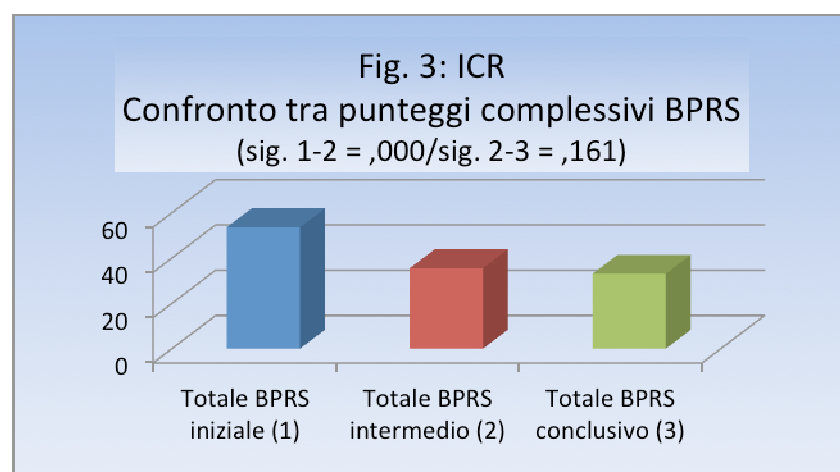 Fig. 3: ICR
Confronto tra punteggi complessivi BPRS
(sig. 1-2 = ,000/sig. 2-3 = ,161)
60
40
20
0
Totale BPRS
iniziale (1)
Totale BPRS
intermedio (2)
Totale BPRS
conclusivo (3)